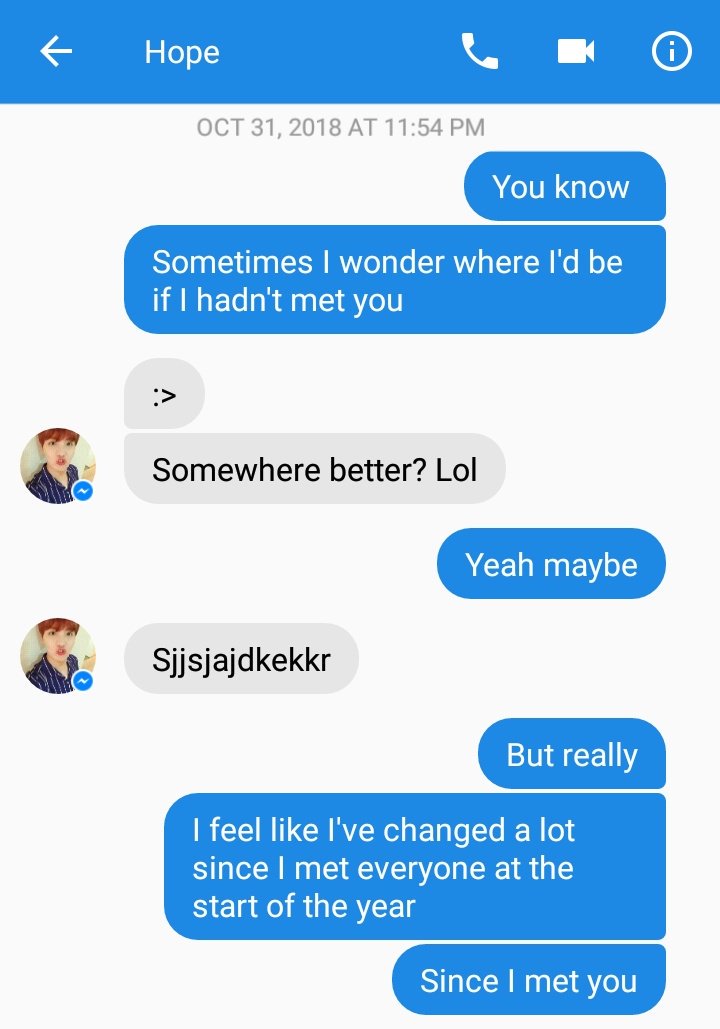 Hope
OCT 31, 2018 AT 11:54 PM
You know
Sometimes I wonder where I'd be
if I hadn't met you
:>
Somewhere better? Lol
Yeah maybe
Sjjsjajdkekkr
But really
I feel like I've changed a lot
since I met everyone at the
start of the year
Since I met you